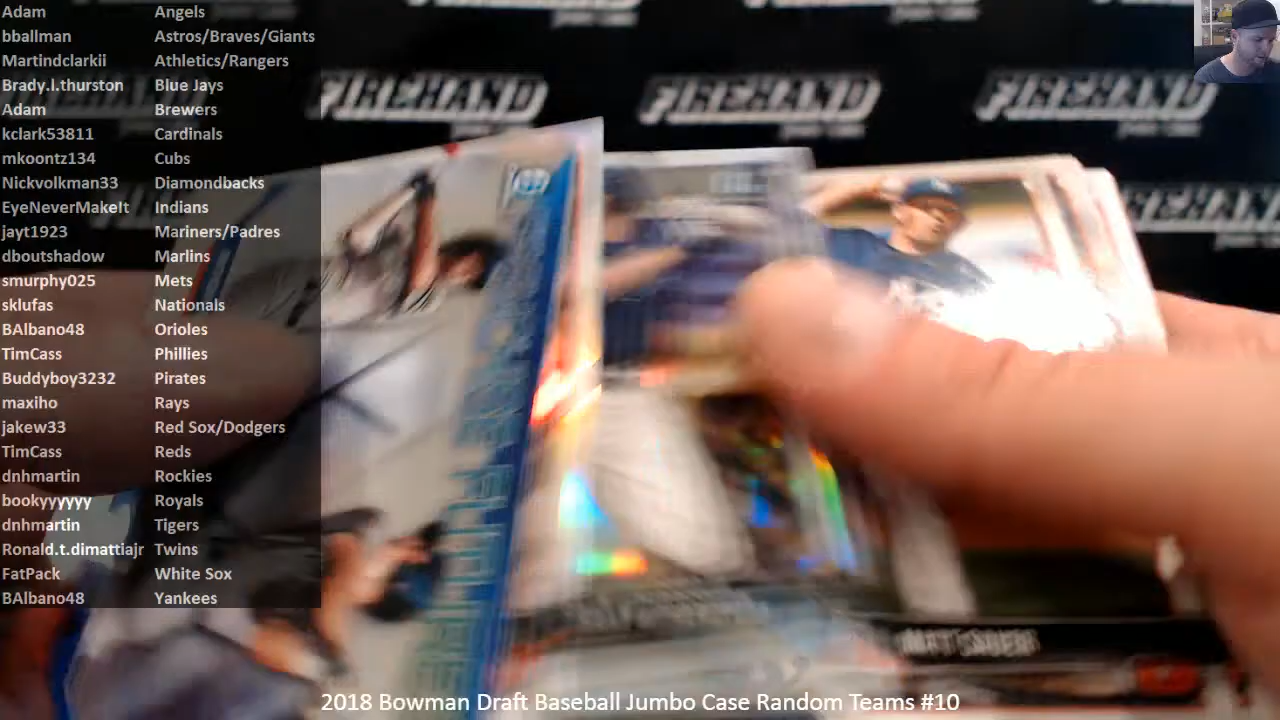 Adam Angels
bballman Astros/Braves/Giants
Martindclarkii Athletics/Rangers
Brady.l.thurston Blue Jays
Adam Brewers
kclark53811 Cardinals
mkoontz134 Cubs
Nickvolkman33 Diamondbacks
EyeNeverMakeIt Indians
jayt1923 Mariners/Padres
dboutshadow Marlins
smurphy025 Mets
sklufas Nationals
BAlbano48 Orioles
TimCass Phillies
Buddyboy3232 Pirates
maxiho Rays
jakew33 Red Sox/Dodgers
TimCass Reds
dnhmartin Rockies
bookyyyyyy Royals
dnhmartin Tigers
Ronald.t.dimattiajr Twins
FatPack White Sox
BAlbano48 Yankees
FIREHAND FIREHAND FIREHAND
MATT SAUER
2018 Bowman Draft Baseball Jumbo Case Random Teams #10